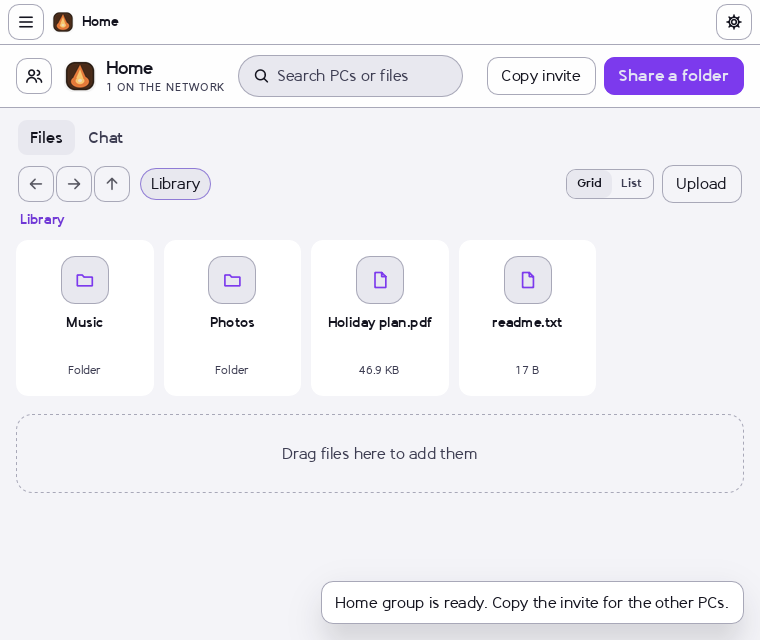 Home
Home
1 ON THE NETWORK
Search PCs or files
Copy invite
Share a folder
Files
Chat
Library
Grid
List
Upload
Library
Music
Folder
Photos
Folder
Holiday plan.pdf
46.9 KB
readme.txt
17 B
Drag files here to add them
Home group is ready. Copy the invite for the other PCs.